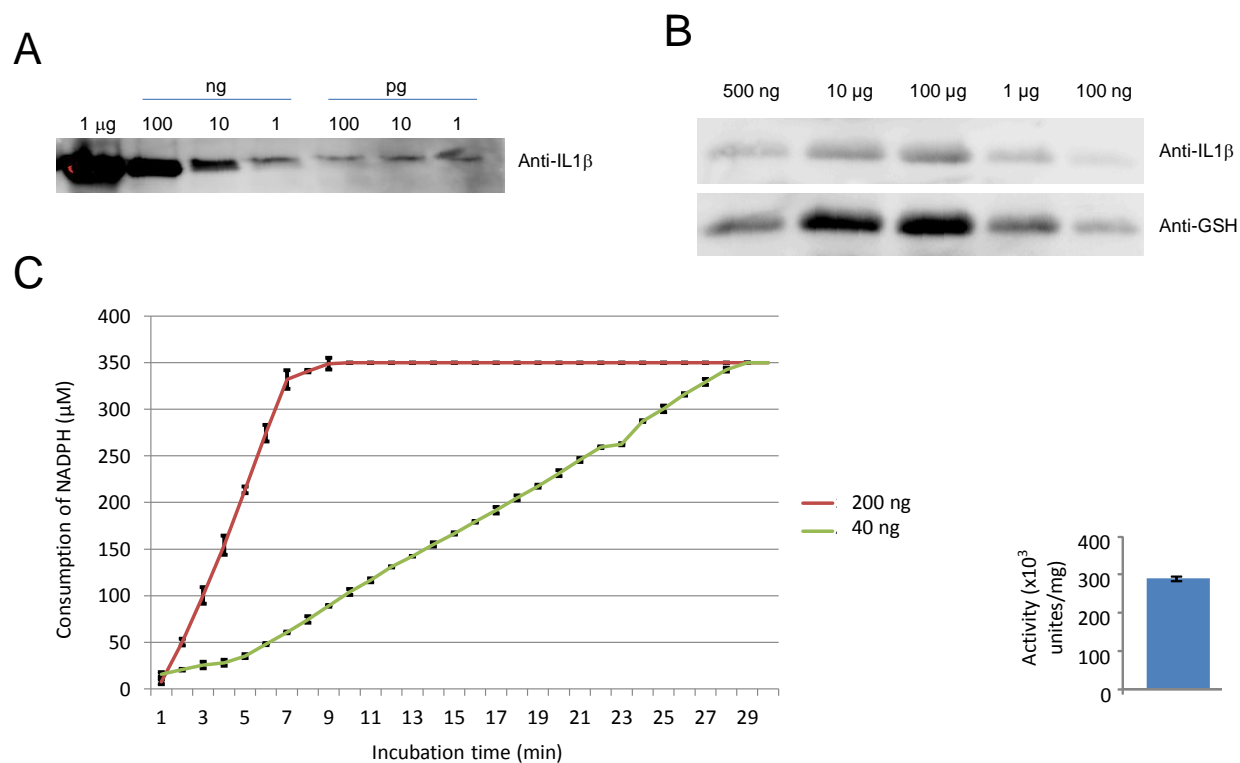 A
ng pg
1 μg 100 10 1 100 10 1
Anti-IL1β
B
500 ng 10 μg 100 μg 1 μg 100 ng
Anti-IL1β
Anti-GSH
C
Consumption of NADPH (μM)
400
350
300
250
200
150
100
50
0
1 3 5 7 9 11 13 15 17 19 21 23 25 27 29
Incubation time (min)
200 ng
40 ng
Activity (x10³
unites/mg)
400
300
200
100
0